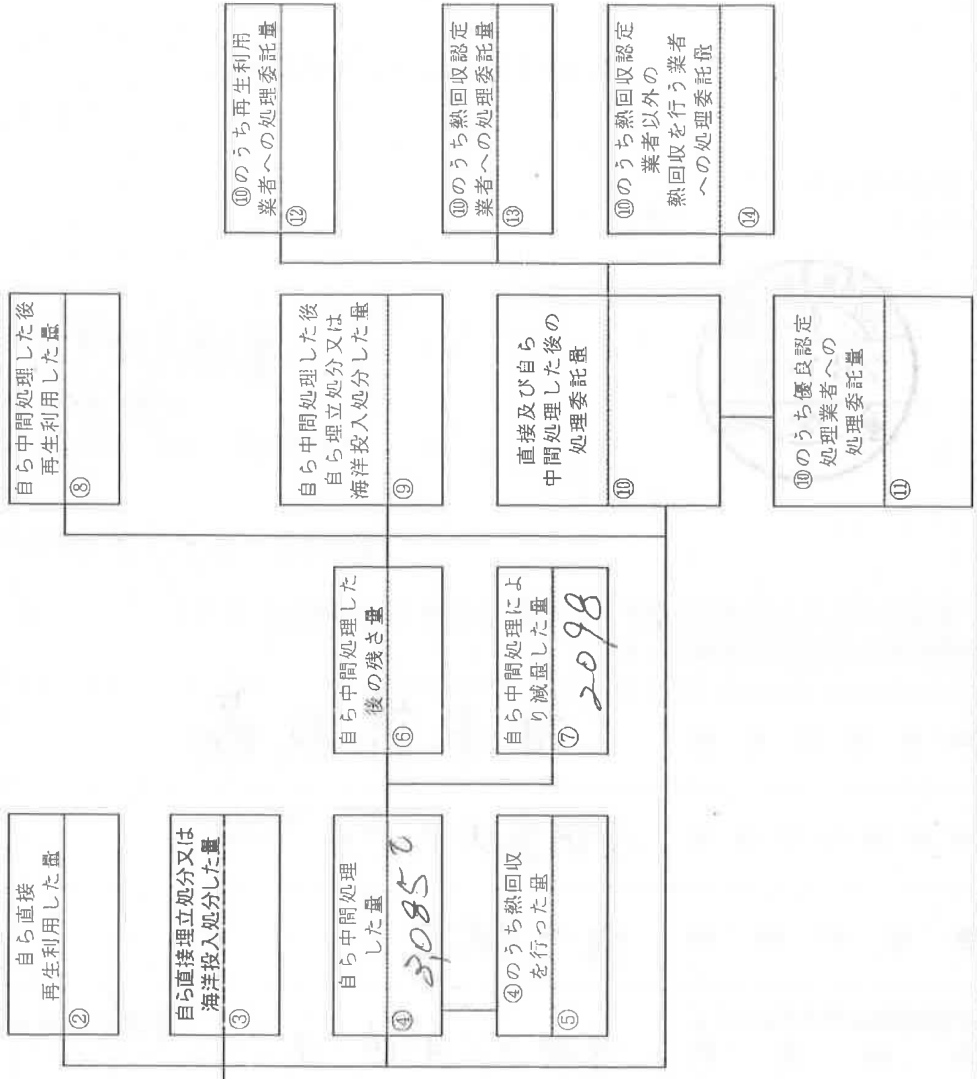 自ら直接
再生利用した量
②
自ら直接埋立処分又は
海洋投入処分した量
③
自ら中間処理
した量
④
3,085 t
④のうち熱回収
を行った量
⑤
自ら中間処理した
後の残さ量
⑥
自ら中間処理によ
り減量した量
⑦
2098
自ら中間処理した後
再生利用した量
⑧
自ら中間処理した後
自ら埋立処分又は
海洋投入処分した量
⑨
直接及び自ら
中間処理した後の
処理委託量
⑩
⑩のうち優良認定
処理業者への
処理委託量
⑪
⑩のうち再生利用
業者への処理委託量
⑫
⑩のうち熱回収認定
業者への処理委託量
⑬
⑩のうち熱回収認定
業者以外の
熱回収を行う業者
への処理委託量
⑭